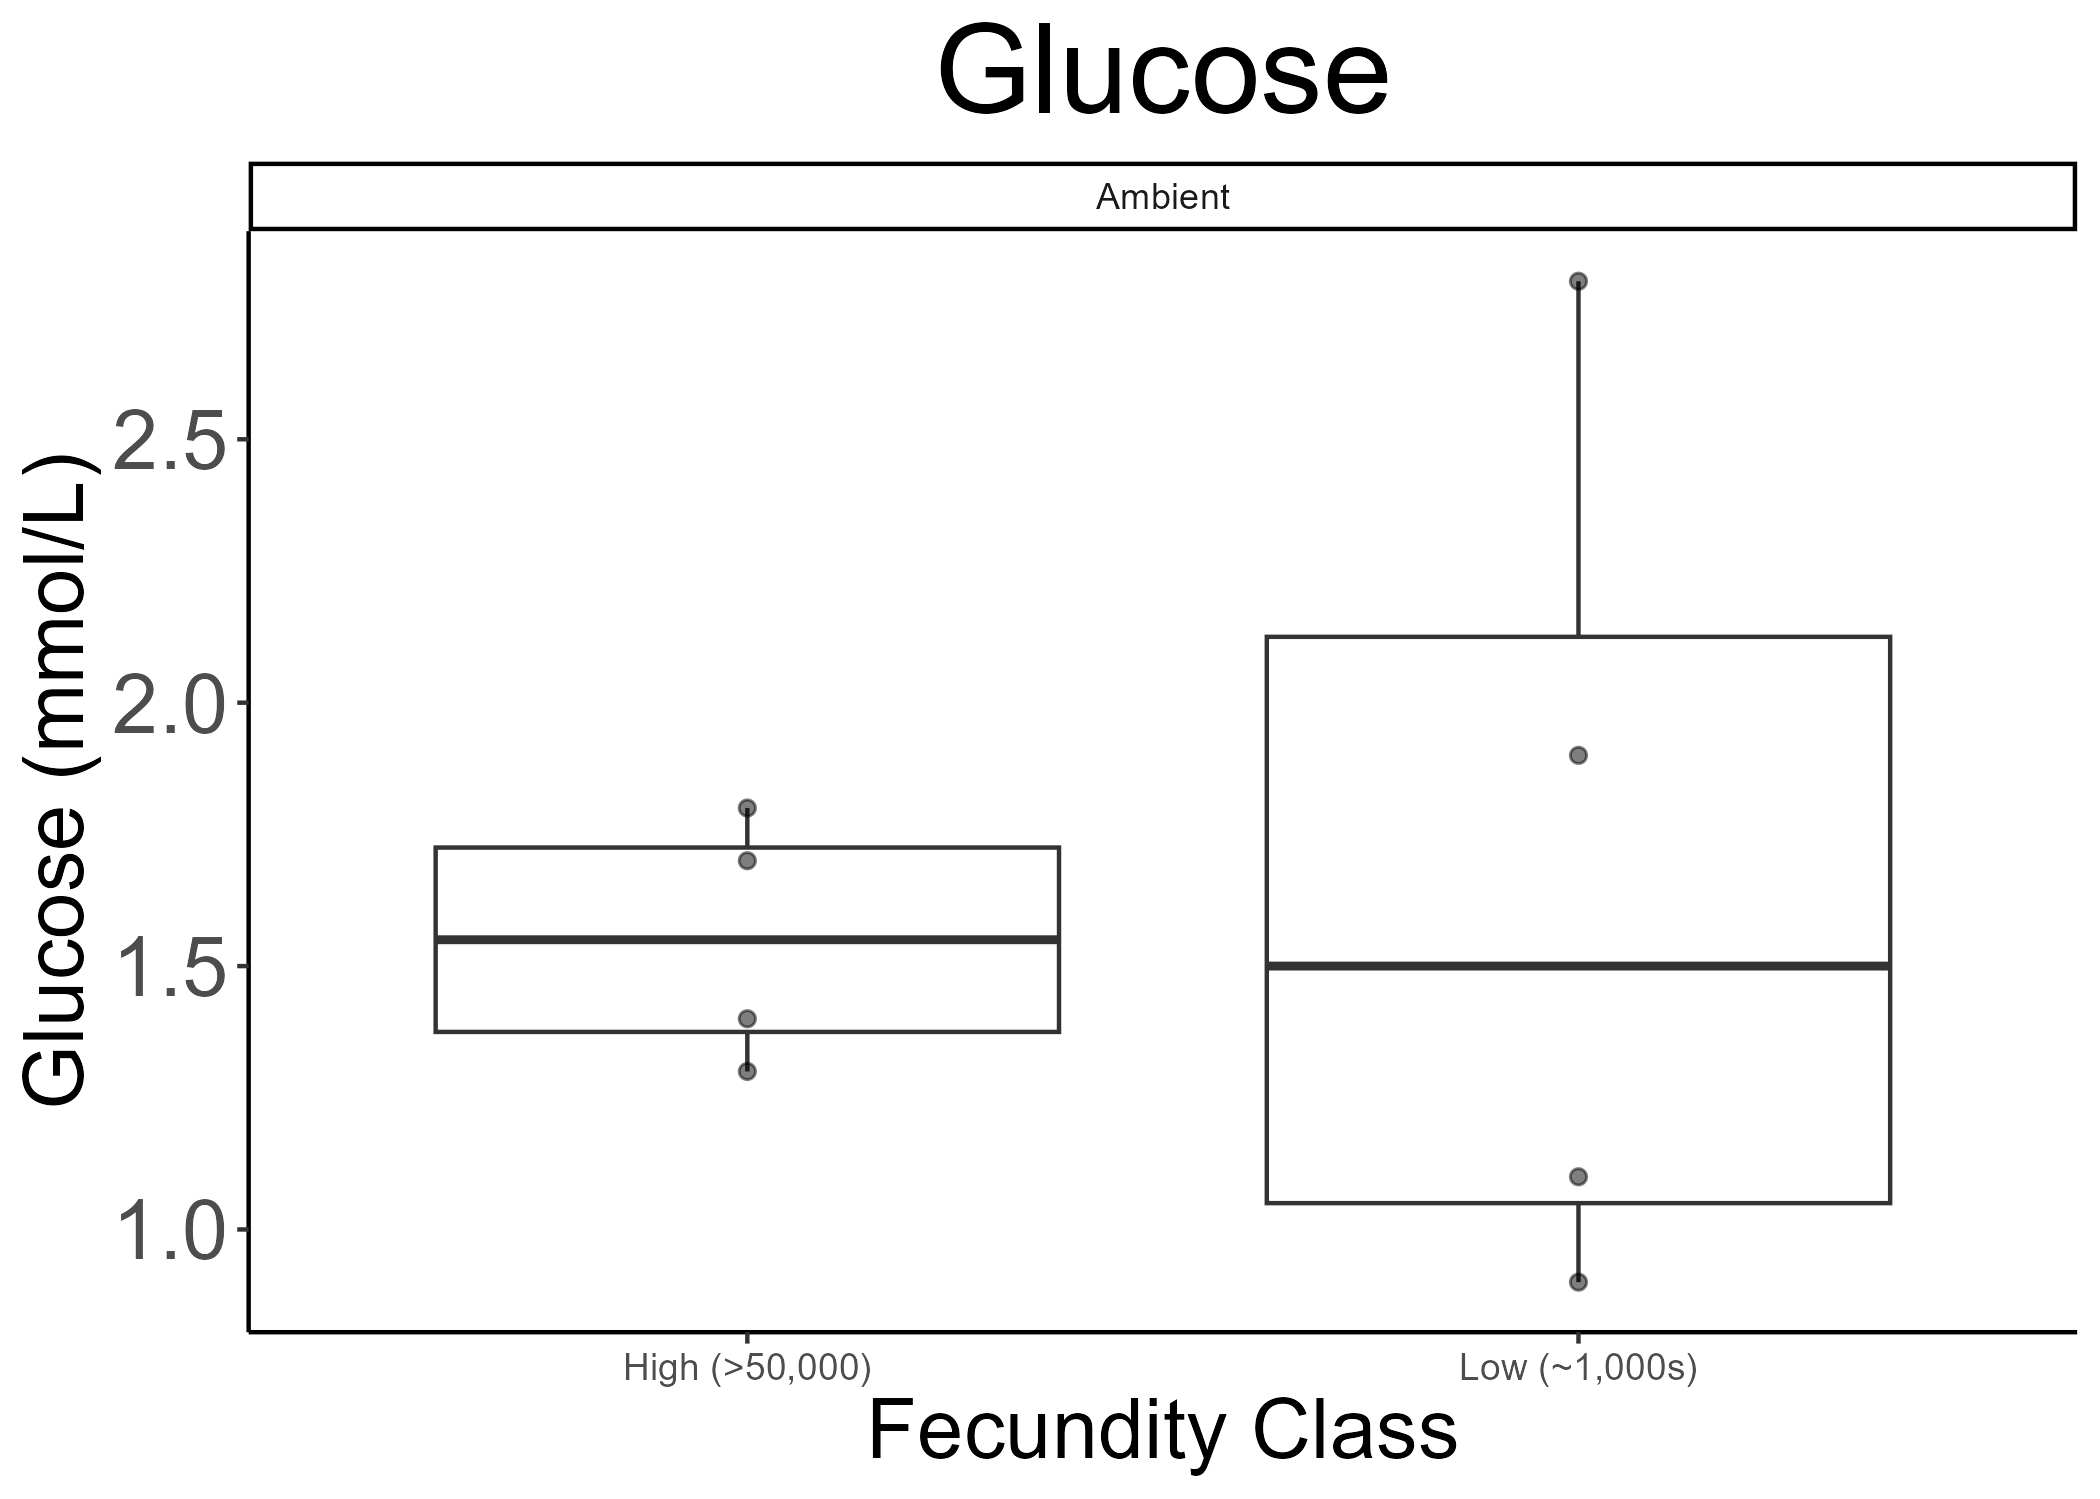 Glucose
Ambient
Glucose (mmol/L)
2.5
2.0
1.5
1.0
High (>50,000)
Low (~1,000s)
Fecundity Class